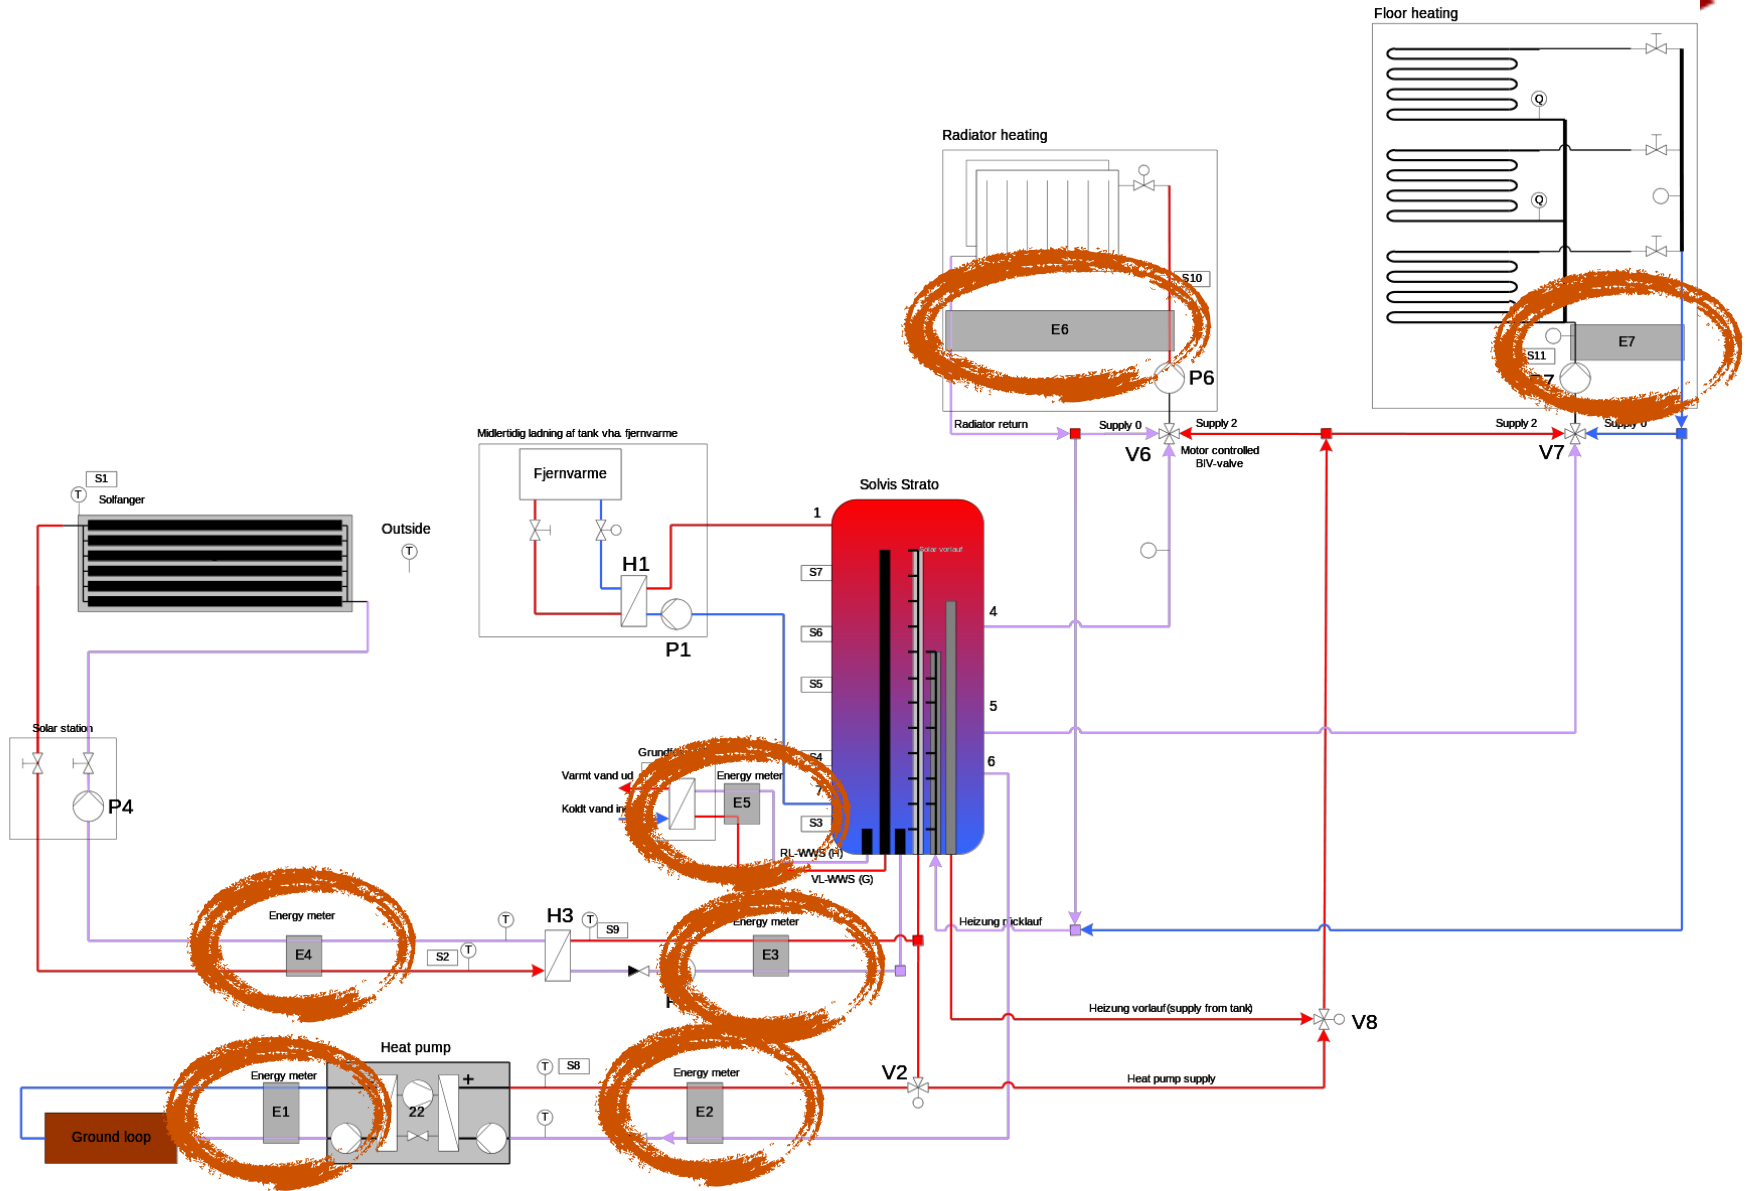 Floor heating
Q
Q
E7
S11
Radiator heating
S10
E6
P6
Radiator return
Supply 0
Supply 2
Supply 2
V6
Motor controlled
BIV-valve
V7
Midlertidig ladning af tank vha. fjernvarme
Fjernvarme
H1
P1
S1
T
Solfanger
Outside
T
Solvis Strato
1
Solar vorlauf
S7
S6
S5
S4
7
S3
4
5
6
Solar station
P4
Varmt vand ud
Koldt vand in
Energy meter
E5
RL-WWS (H)
VL-WWS (G)
Energy meter
E4
T
S2
T
H3
T
S9
Energy meter
E3
Heizung rücklauf
Heizung vorlauf(supply from tank)
V8
Heat pump
Energy meter
E1
22
+
Ground loop
T
S8
T
Energy meter
E2
V2
Heat pump supply